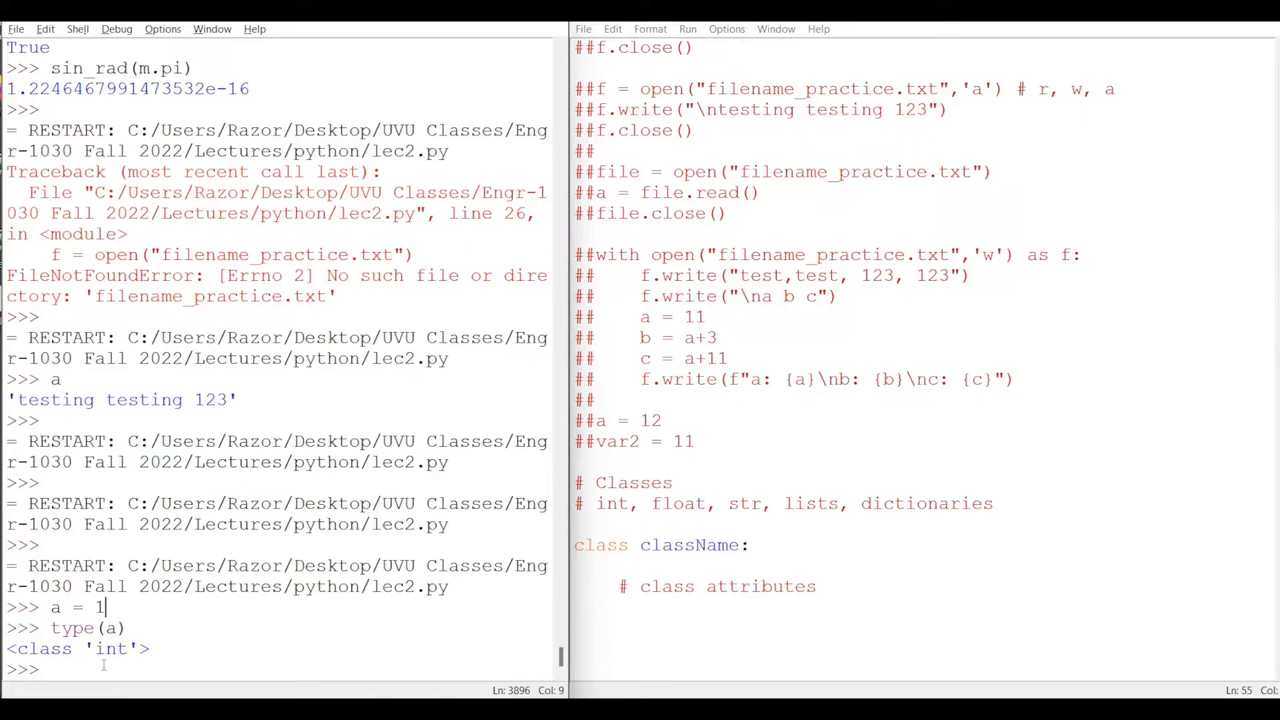 File Edit Shell Debug Options Window Help
True
>>> sin_rad(m.pi)
1.2246467991473532e-16
>>>
= RESTART: C:/Users/Razor/Desktop/UVU Classes/Eng
r-1030 Fall 2022/Lectures/python/lec2.py
Traceback (most recent call last):
  File "C:/Users/Razor/Desktop/UVU Classes/Engr-1
030 Fall 2022/Lectures/python/lec2.py", line 26,
in <module>
    f = open("filename_practice.txt")
FileNotFoundError: [Errno 2] No such file or dire
ctory: 'filename_practice.txt'
>>>
= RESTART: C:/Users/Razor/Desktop/UVU Classes/Eng
r-1030 Fall 2022/Lectures/python/lec2.py
>>> a
'testing testing 123'
>>>
= RESTART: C:/Users/Razor/Desktop/UVU Classes/Eng
r-1030 Fall 2022/Lectures/python/lec2.py
>>>
= RESTART: C:/Users/Razor/Desktop/UVU Classes/Eng
r-1030 Fall 2022/Lectures/python/lec2.py
>>>
= RESTART: C:/Users/Razor/Desktop/UVU Classes/Eng
r-1030 Fall 2022/Lectures/python/lec2.py
>>> a = 1
>>> type(a)
<class 'int'>
>>>
Ln: 3896 Col: 9
File Edit Format Run Options Window Help
##f.close()
##f = open("filename_practice.txt",'a') # r, w, a
##f.write("\ntesting testing 123")
##f.close()
##
##file = open("filename_practice.txt")
##a = file.read()
##file.close()
##with open("filename_practice.txt",'w') as f:
##    f.write("test,test, 123, 123")
##    f.write("\na b c")
##    a = 11
##    b = a+3
##    c = a+11
##    f.write(f"a: {a}\nb: {b}\nc: {c}")
##
##a = 12
##var2 = 11
# Classes
# int, float, str, lists, dictionaries
class className:
    # class attributes
Ln: 55 Col: